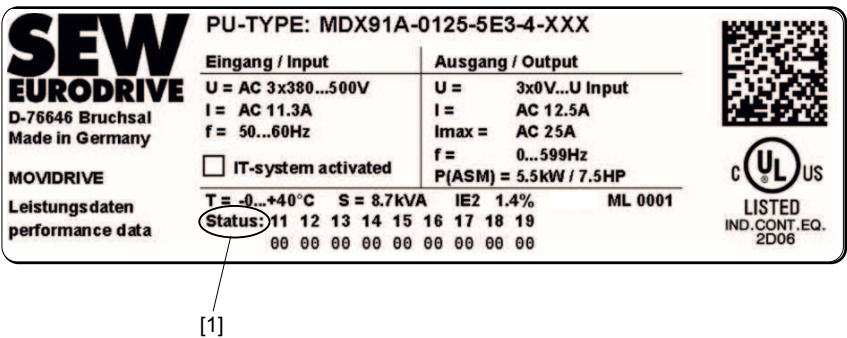 SEW
EURODRIVE
D-76646 Bruchsal
Made in Germany
MOVIDRIVE
Leistungsdaten
performance data
PU-TYPE: MDX91A-0125-5E3-4-XXX
Eingang / Input
U = AC 3x380...500V
I = AC 11.3A
f = 50...60Hz
IT-system activated
Ausgang / Output
U = 3x0V...U Input
I = AC 12.5A
Imax = AC 25A
f = 0...599Hz
P(ASM) = 5.5kW / 7.5HP
T = -0...+40°C S = 8.7kVA IE2 1.4% ML 0001
Status: 11 12 13 14 15 16 17 18 19
00 00 00 00 00 00 00 00 00
C UL US
®
LISTED
IND.CONT.EQ.
2D06
[1]